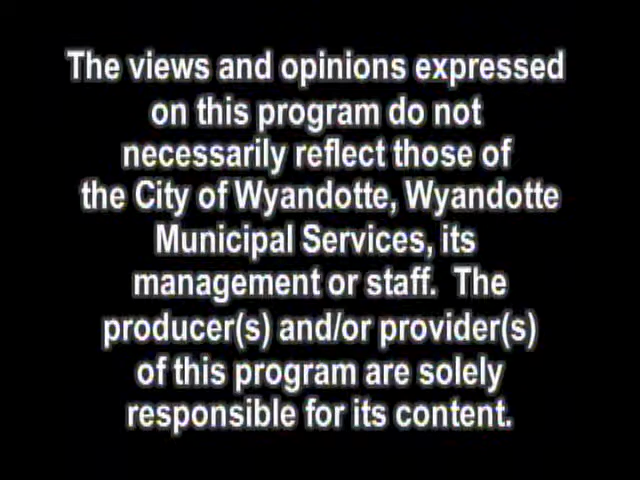 The views and opinions expressed
on this program do not
necessarily reflect those of
the City of Wyandotte, Wyandotte
Municipal Services, its
management or staff.  The
producer(s) and/or provider(s)
of this program are solely
responsible for its content.